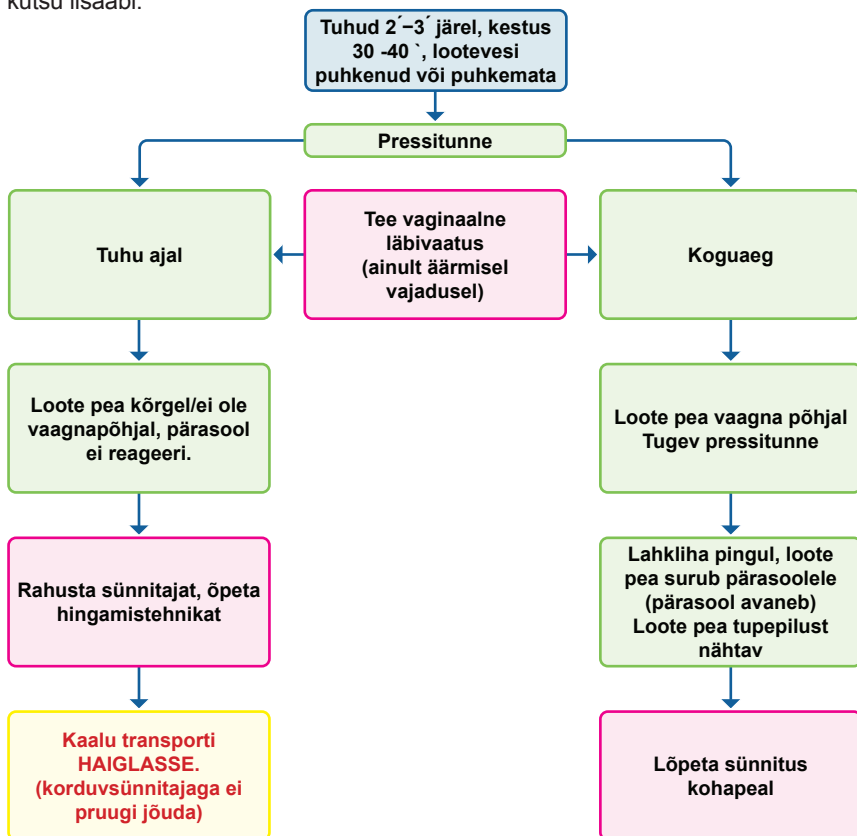 kutsu lisaabi.
Tuhud 2´–3´ järel, kestus
30 -40 `, lootevesi
puhkenud või puhkemata
Pressitunne
Tuhu ajal
Tee vaginaalne
läbivaatus
(ainult äärmisel
vajadusel)
Koguaeg
Loote pea kõrgel/ei ole
vaagnapõhjal, pärasool
ei reageeri.
Loote pea vaagna põhjal
Tugev pressitunne
Rahusta sünnitajat, õpeta
hingamistehnikat
Lahkliha pingul, loote
pea surub pärasoolele
(pärasool avaneb)
Loote pea tupepilust
nähtav
Kaalu transporti
HAIGLASSE.
(korduvsünnitajaga ei
pruugi jõuda)
Lõpeta sünnitus
kohapeal